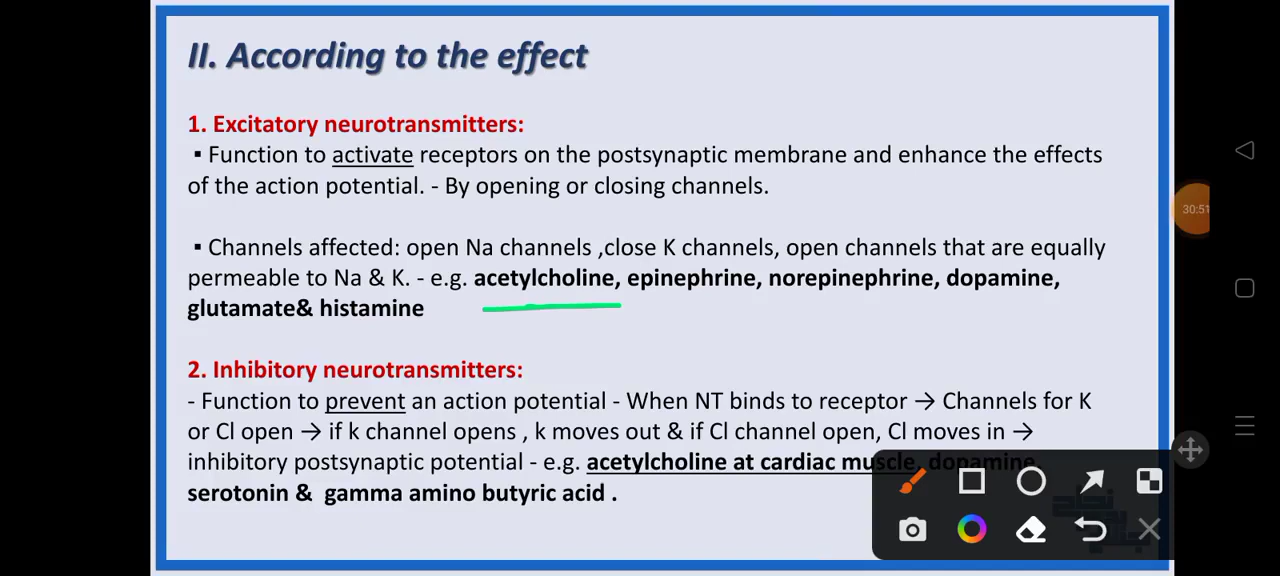 II. According to the effect
1. Excitatory neurotransmitters:
▪ Function to activate receptors on the postsynaptic membrane and enhance the effects
of the action potential. - By opening or closing channels.
▪ Channels affected: open Na channels ,close K channels, open channels that are equally
permeable to Na & K. - e.g. acetylcholine, epinephrine, norepinephrine, dopamine,
glutamate& histamine
30:51
2. Inhibitory neurotransmitters:
- Function to prevent an action potential - When NT binds to receptor → Channels for K
or Cl open → if k channel opens , k moves out & if Cl channel open, Cl moves in →
inhibitory postsynaptic potential - e.g. acetylcholine at cardiac muscle, dopamine,
serotonin & gamma amino butyric acid .